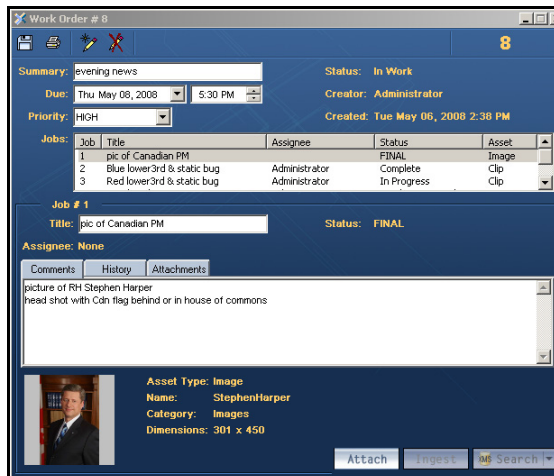 Work Order # 8
8
Summary: evening news Status: In Work
Due: Thu May 08, 2008 5:30 PM Creator: Administrator
Priority: HIGH Created: Tue May 06, 2008 2:38 PM
Jobs: Job Title Assignee Status Asset
1 pic of Canadian PM FINAL Image
2 Blue lower3rd & static bug Administrator Complete Clip
3 Red lower3rd & static bug Administrator In Progress Clip
Job # 1
Title: pic of Canadian PM Status: FINAL
Assignee: None
Comments History Attachments
picture of RH Stephen Harper
head shot with Cdn flag behind or in house of commons
Asset Type: Image
Name: StephenHarper
Category: Images
Dimensions: 301 x 450
Attach Ingest Search